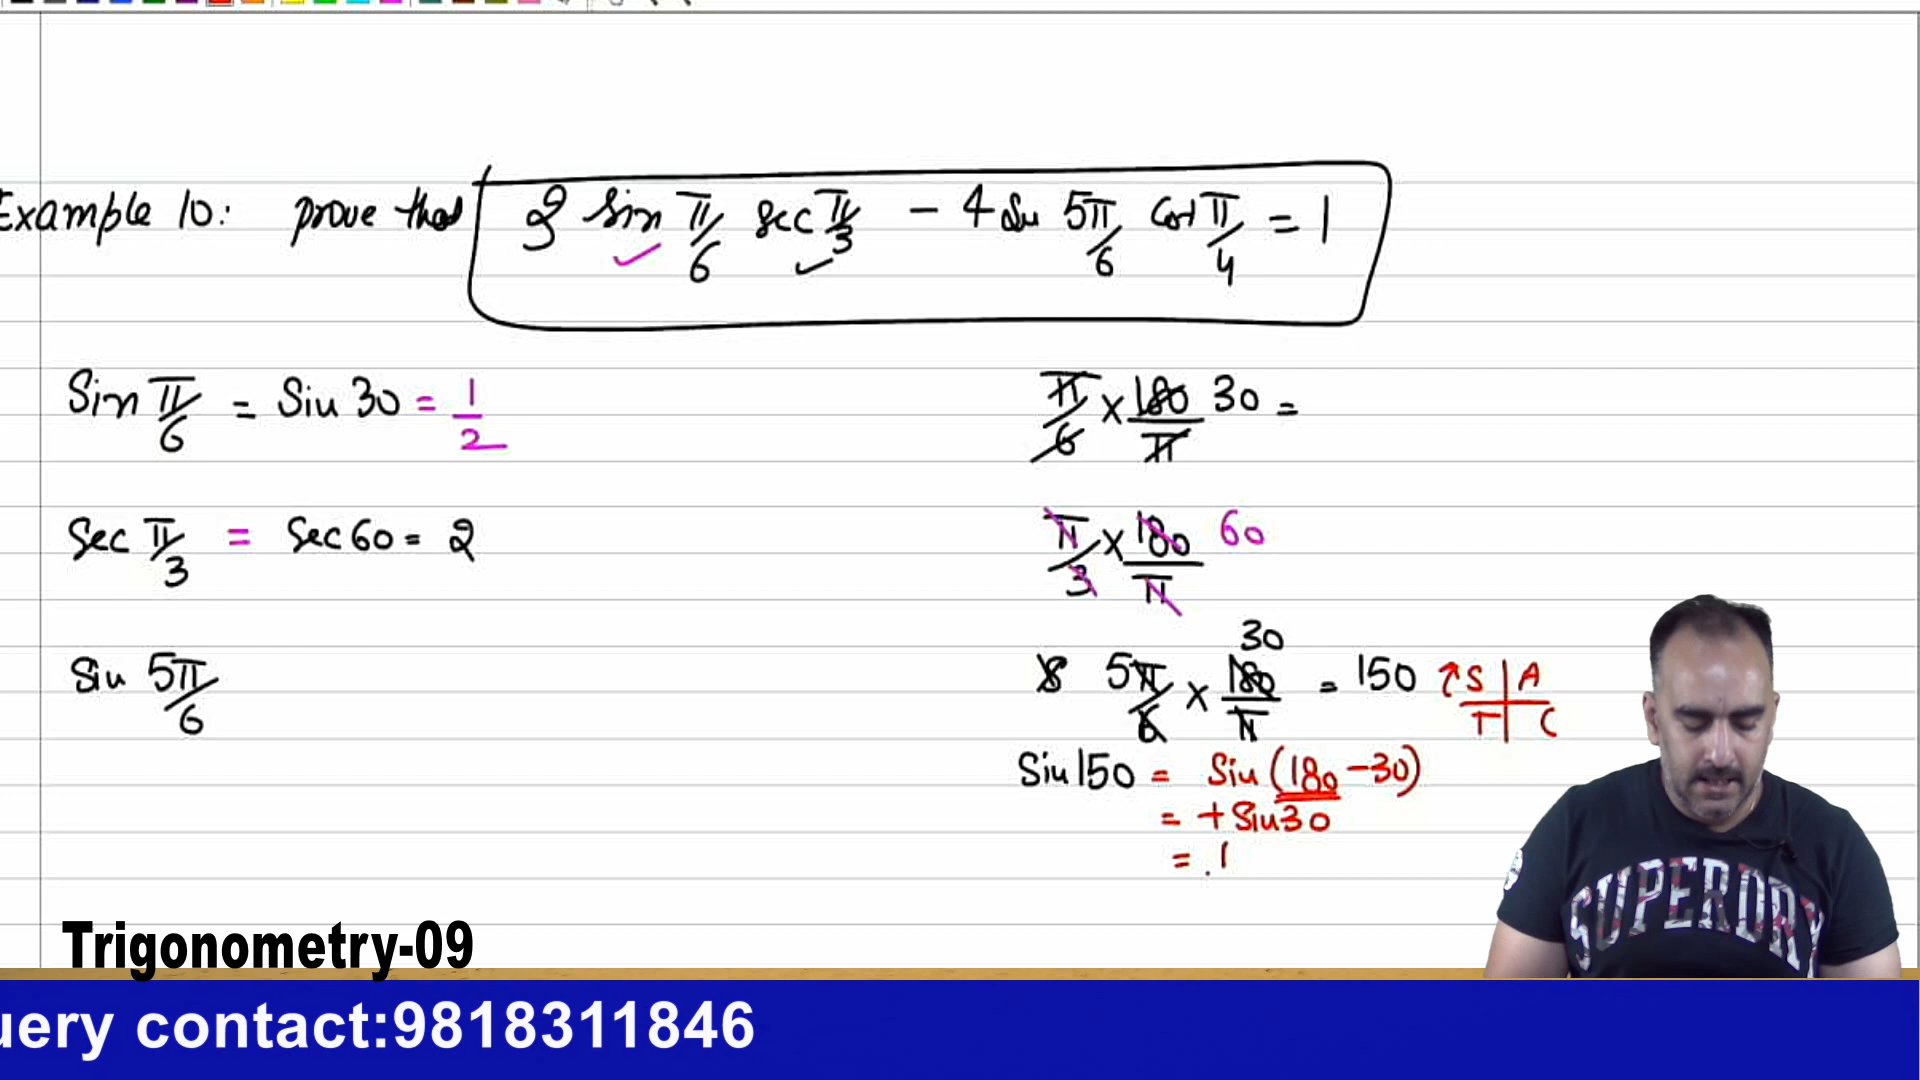 Example 10: prove that 2 sin π/6 sec π/3 - 4 sin 5π/6 cot π/4 = 1
Sin π/6 = Sin 30 = 1/2
π/6 × 180/π 30 =
Sec π/3 = Sec 60 = 2
π/3 × 180/π 60
30
Sin 5π/6
5π/6 × 180/π = 150 ↑ S | A
T | C
Sin 150 = Sin (180 - 30)
= + Sin 30
= 1
SUPERDRY
Trigonometry-09
uery contact:9818311846